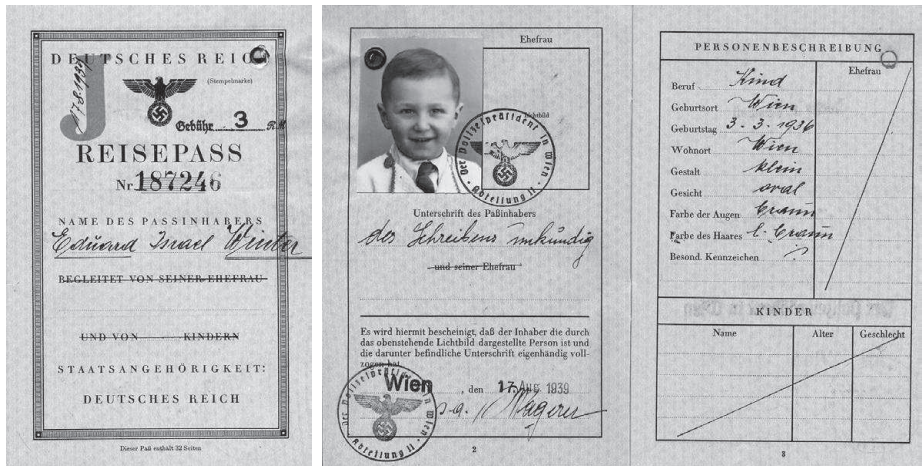 DEUTSCHES REICH
J
(Stempelmarke)
Gebühr 3 RM
REISEPASS
Nr. 187246
NAME DES PASSINHABERS
Eduard Israel Winter
BEGLEITET VON SEINER EHEFRAU
UND VON KINDERN
STAATSANGEHÖRIGKEIT:
DEUTSCHES REICH
Dieser Paß enthält 32 Seiten
Ehefrau
Lichtbild
Der Polizeipräsident in Wien
Abteilung II
Unterschrift des Paßinhabers
des Schreibens unkundig
und seiner Ehefrau
Es wird hiermit bescheinigt, daß der Inhaber die durch
das obenstehende Lichtbild dargestellte Person ist und
die darunter befindliche Unterschrift eigenhändig voll-
zogen hat.
Wien, den 17. Aug 1939
Der Polizeipräsident in Wien
Abteilung II
2
PERSONENBESCHREIBUNG
Ehefrau
Beruf Kind
Geburtsort Wien
Geburtstag 3. 3. 1936
Wohnort Wien
Gestalt klein
Gesicht oval
Farbe der Augen braun
Farbe des Haares l. braun
Besond. Kennzeichen
KINDER
Name Alter Geschlecht
3